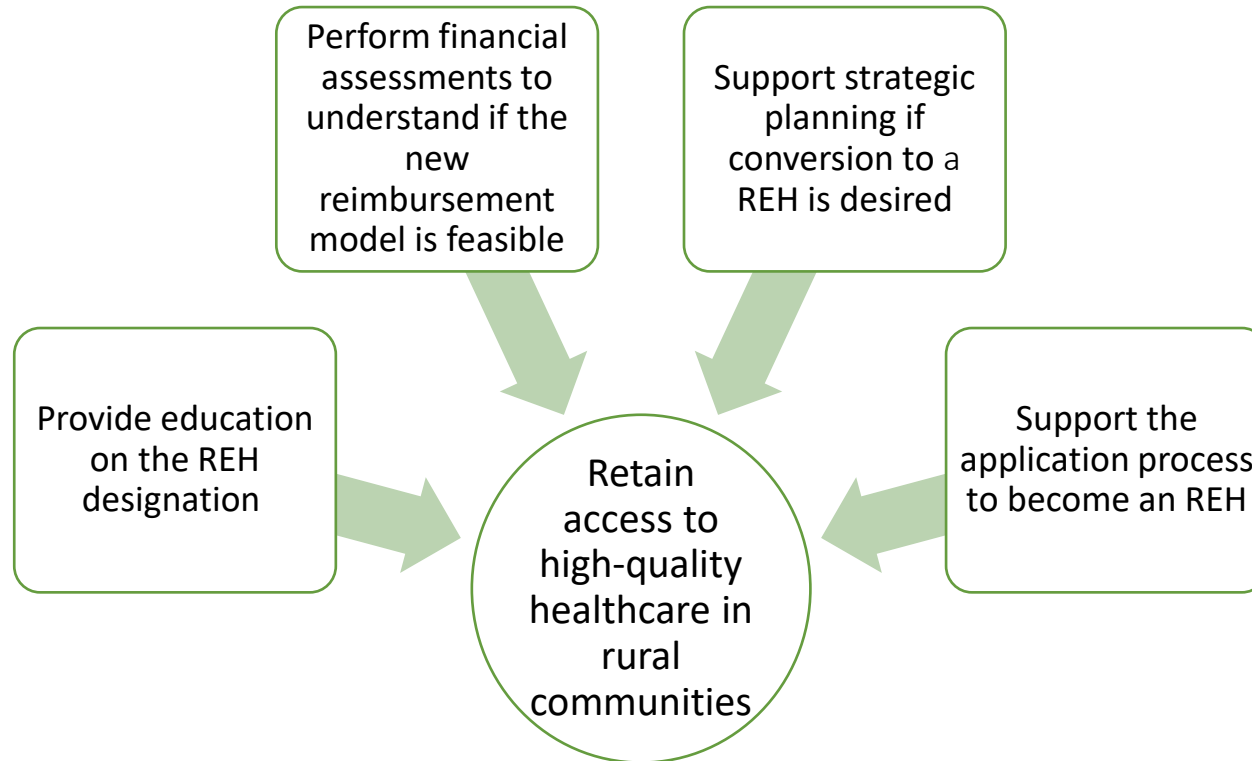 Provide education
on the REH
designation
Perform financial
assessments to
understand if the
new
reimbursement
model is feasible
Support strategic
planning if
conversion to a
REH is desired
Support the
application process
to become an REH
Retain
access to
high-quality
healthcare in
rural
communities